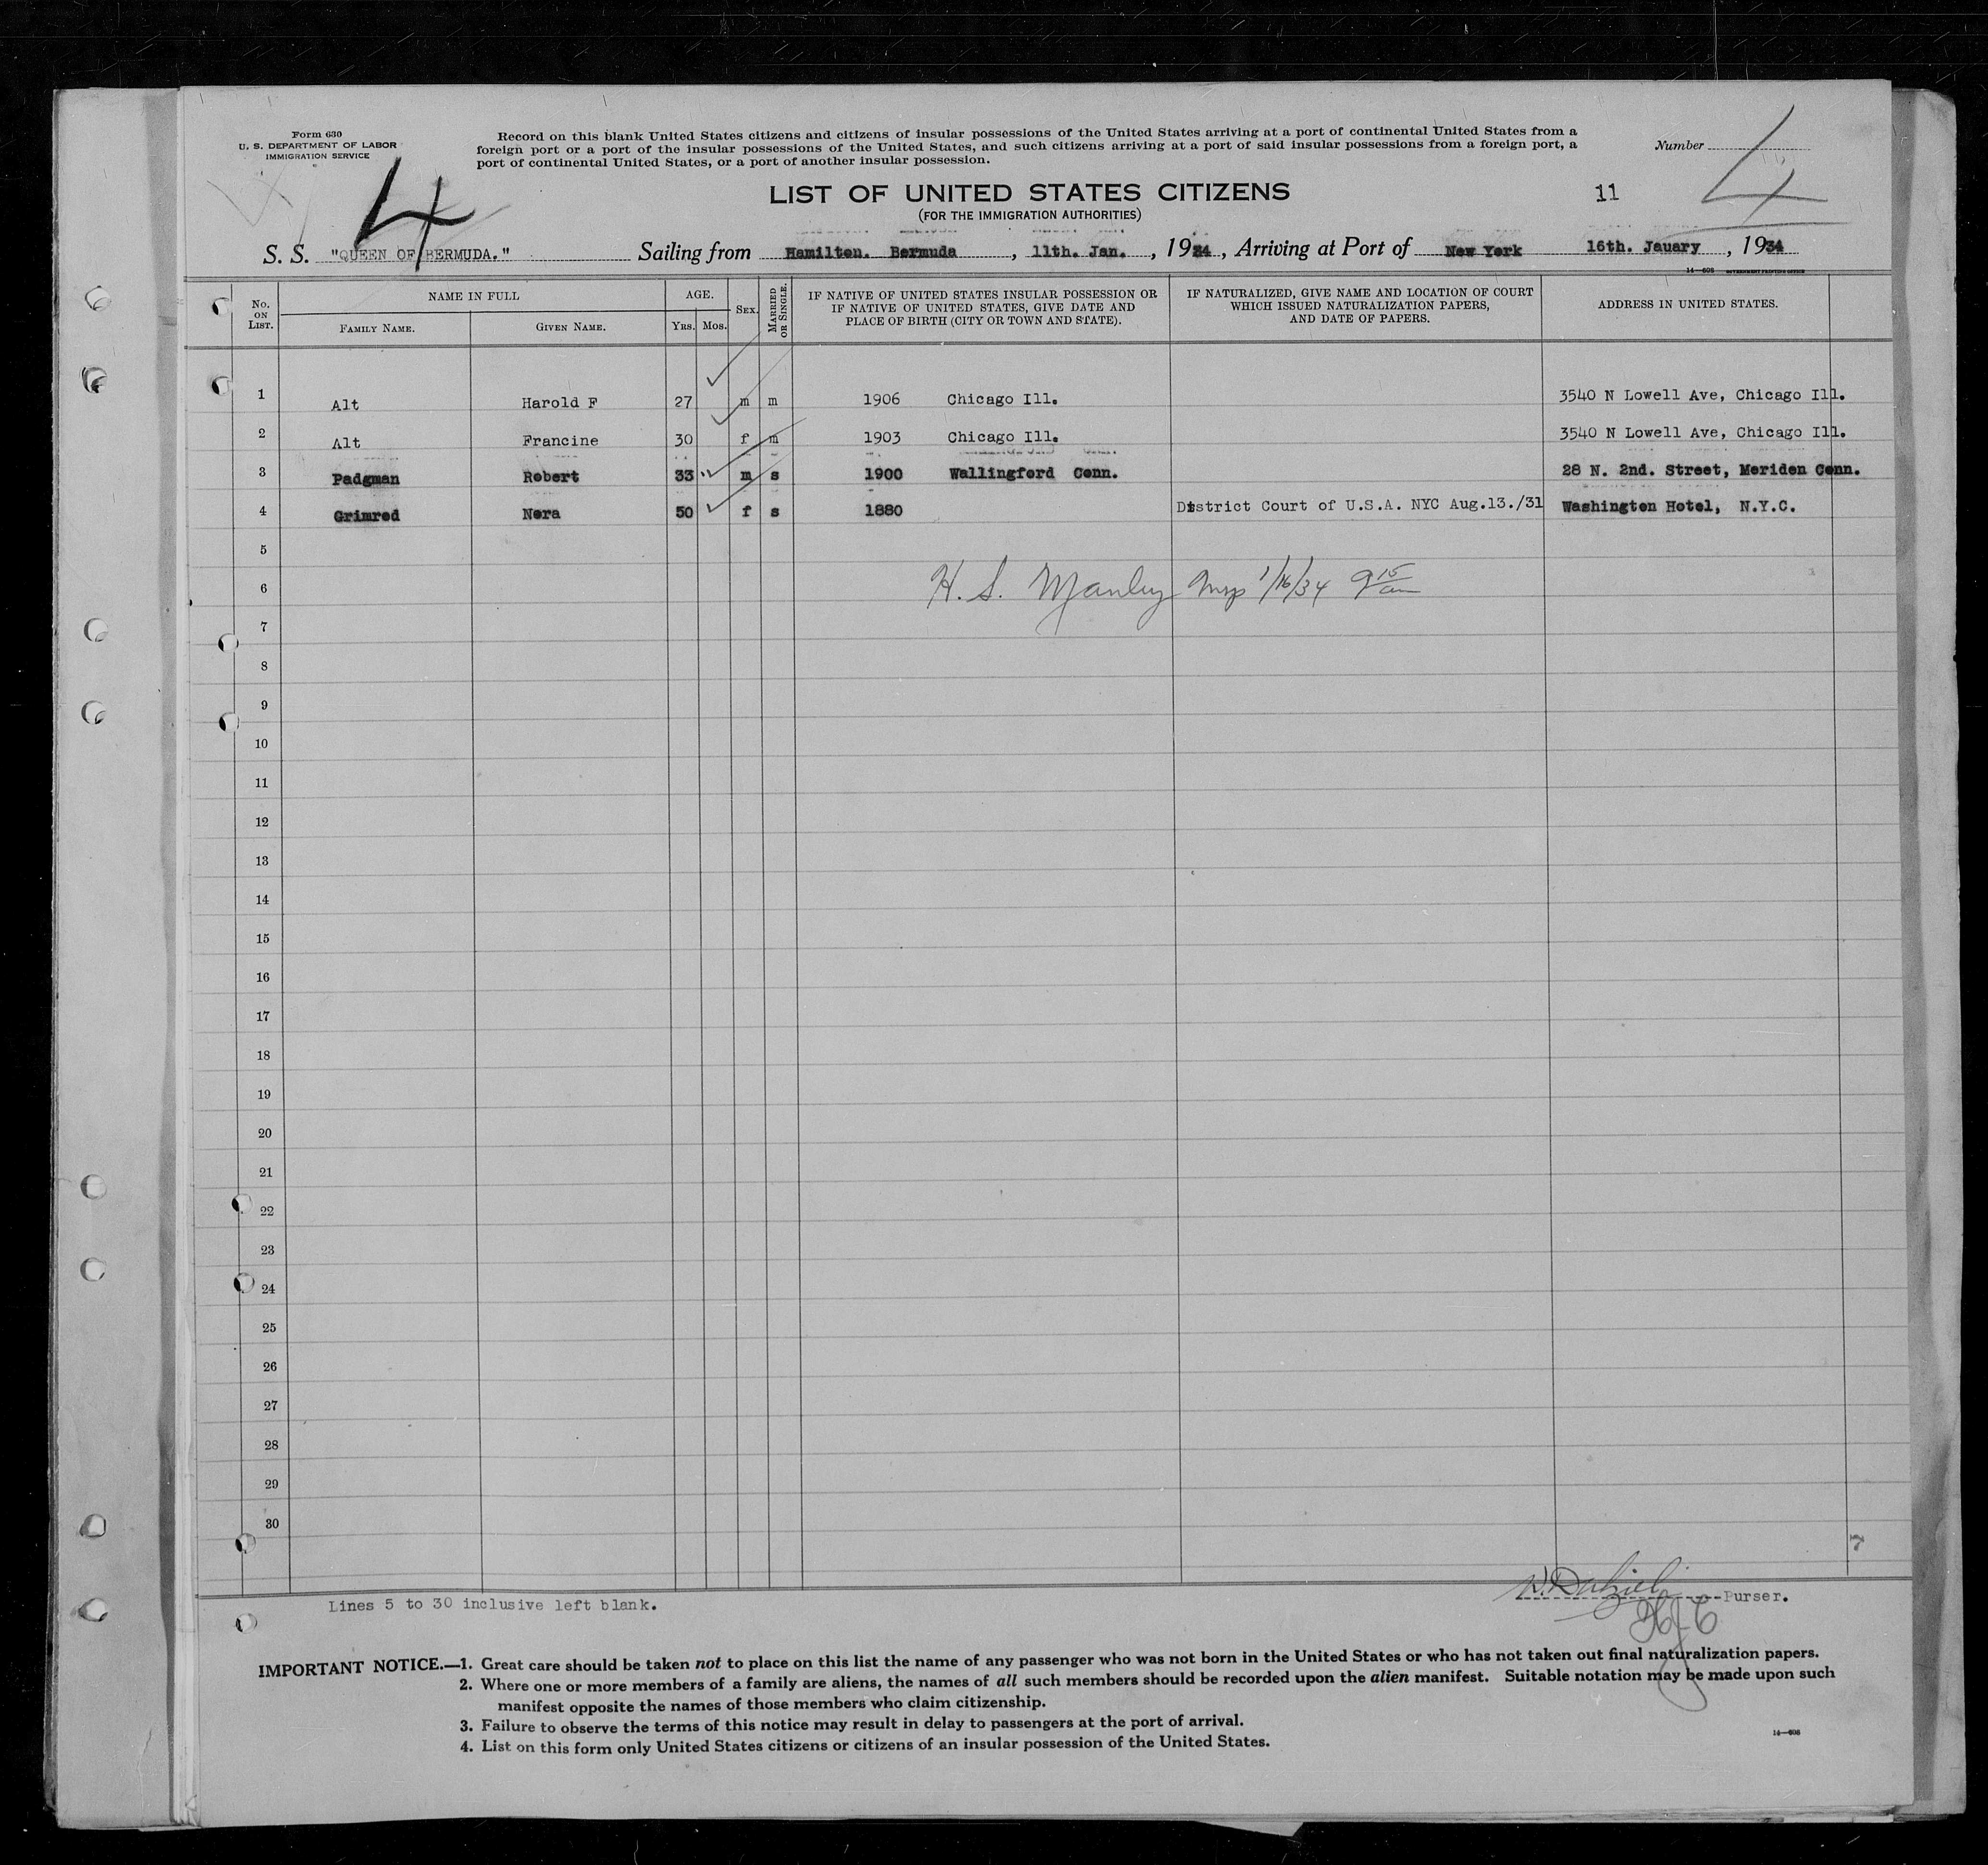 Form 630
U. S. DEPARTMENT OF LABOR
IMMIGRATION SERVICE
Record on this blank United States citizens and citizens of insular possessions of the United States arriving at a port of continental United States from a
foreign port or a port of the insular possessions of the United States, and such citizens arriving at a port of said insular possessions from a foreign port, a
port of continental United States, or a port of another insular possession.
Number
4
4
LIST OF UNITED STATES CITIZENS
11
(FOR THE IMMIGRATION AUTHORITIES)
S. S. "QUEEN OF BERMUDA." Sailing from Hamilton. Bermuda, 11th. Jan., 1934, Arriving at Port of New York 16th. Jauary, 1934
14—608 GOVERNMENT PRINTING OFFICE
No. ON LIST.
NAME IN FULL
FAMILY NAME.
GIVEN NAME.
AGE.
YRS.
MOS.
SEX.
MARRIED OR SINGLE.
IF NATIVE OF UNITED STATES INSULAR POSSESSION OR
IF NATIVE OF UNITED STATES, GIVE DATE AND
PLACE OF BIRTH (CITY OR TOWN AND STATE).
IF NATURALIZED, GIVE NAME AND LOCATION OF COURT
WHICH ISSUED NATURALIZATION PAPERS,
AND DATE OF PAPERS.
ADDRESS IN UNITED STATES.
1 Alt Harold F 27 m m 1906 Chicago Ill. 3540 N Lowell Ave, Chicago Ill.
2 Alt Francine 30 f m 1903 Chicago Ill. 3540 N Lowell Ave, Chicago Ill.
3 Padgman Robert 33 m s 1900 Wallingford Conn. 28 N. 2nd. Street, Meriden Conn.
4 Grimred Nora 50 f s 1880 District Court of U.S.A. NYC Aug.13./31 Washington Hotel, N.Y.C.
5
6 H. S. Manley Insp 1/16/34 9 15 am
7
8
9
10
11
12
13
14
15
16
17
18
19
20
21
22
23
24
25
26
27
28
29
30
7
Lines 5 to 30 inclusive left blank.
Purser.
IMPORTANT NOTICE.—1. Great care should be taken not to place on this list the name of any passenger who was not born in the United States or who has not taken out final naturalization papers.
2. Where one or more members of a family are aliens, the names of all such members should be recorded upon the alien manifest. Suitable notation may be made upon such
manifest opposite the names of those members who claim citizenship.
3. Failure to observe the terms of this notice may result in delay to passengers at the port of arrival.
4. List on this form only United States citizens or citizens of an insular possession of the United States.
14—608